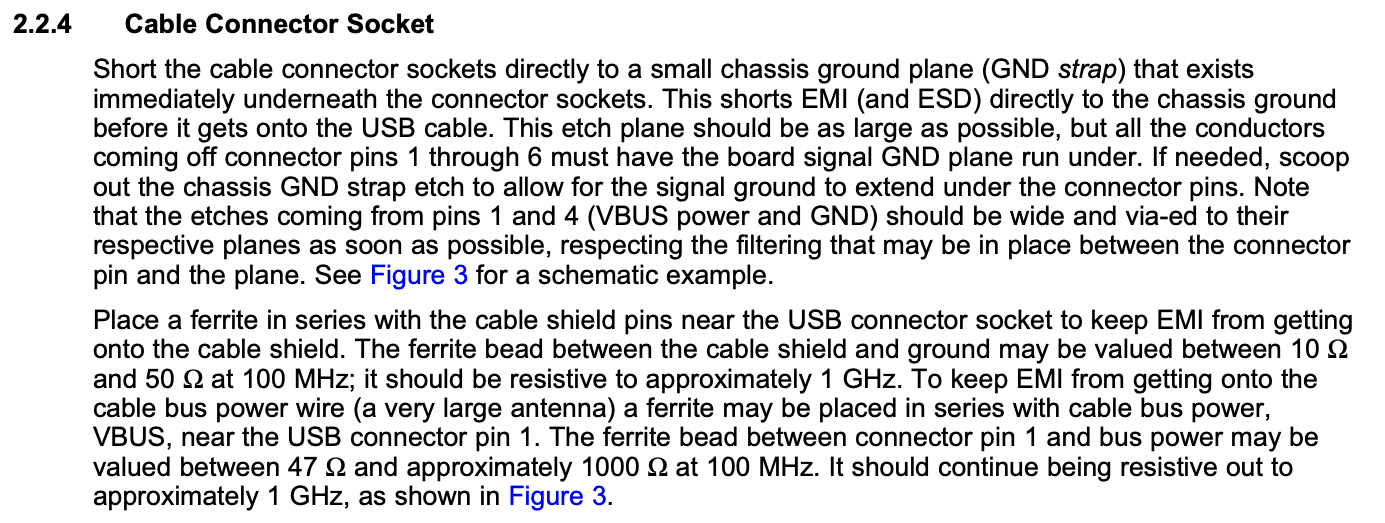 2.2.4 Cable Connector Socket
Short the cable connector sockets directly to a small chassis ground plane (GND strap) that exists
immediately underneath the connector sockets. This shorts EMI (and ESD) directly to the chassis ground
before it gets onto the USB cable. This etch plane should be as large as possible, but all the conductors
coming off connector pins 1 through 6 must have the board signal GND plane run under. If needed, scoop
out the chassis GND strap etch to allow for the signal ground to extend under the connector pins. Note
that the etches coming from pins 1 and 4 (VBUS power and GND) should be wide and via-ed to their
respective planes as soon as possible, respecting the filtering that may be in place between the connector
pin and the plane. See Figure 3 for a schematic example.
Place a ferrite in series with the cable shield pins near the USB connector socket to keep EMI from getting
onto the cable shield. The ferrite bead between the cable shield and ground may be valued between 10 Ω
and 50 Ω at 100 MHz; it should be resistive to approximately 1 GHz. To keep EMI from getting onto the
cable bus power wire (a very large antenna) a ferrite may be placed in series with cable bus power,
VBUS, near the USB connector pin 1. The ferrite bead between connector pin 1 and bus power may be
valued between 47 Ω and approximately 1000 Ω at 100 MHz. It should continue being resistive out to
approximately 1 GHz, as shown in Figure 3.